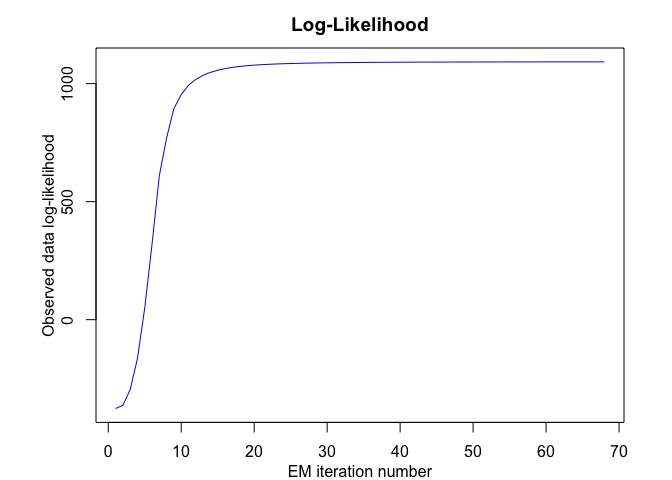 Log-Likelihood
Observed data log-likelihood
1000
500
0
0 10 20 30 40 50 60 70
EM iteration number